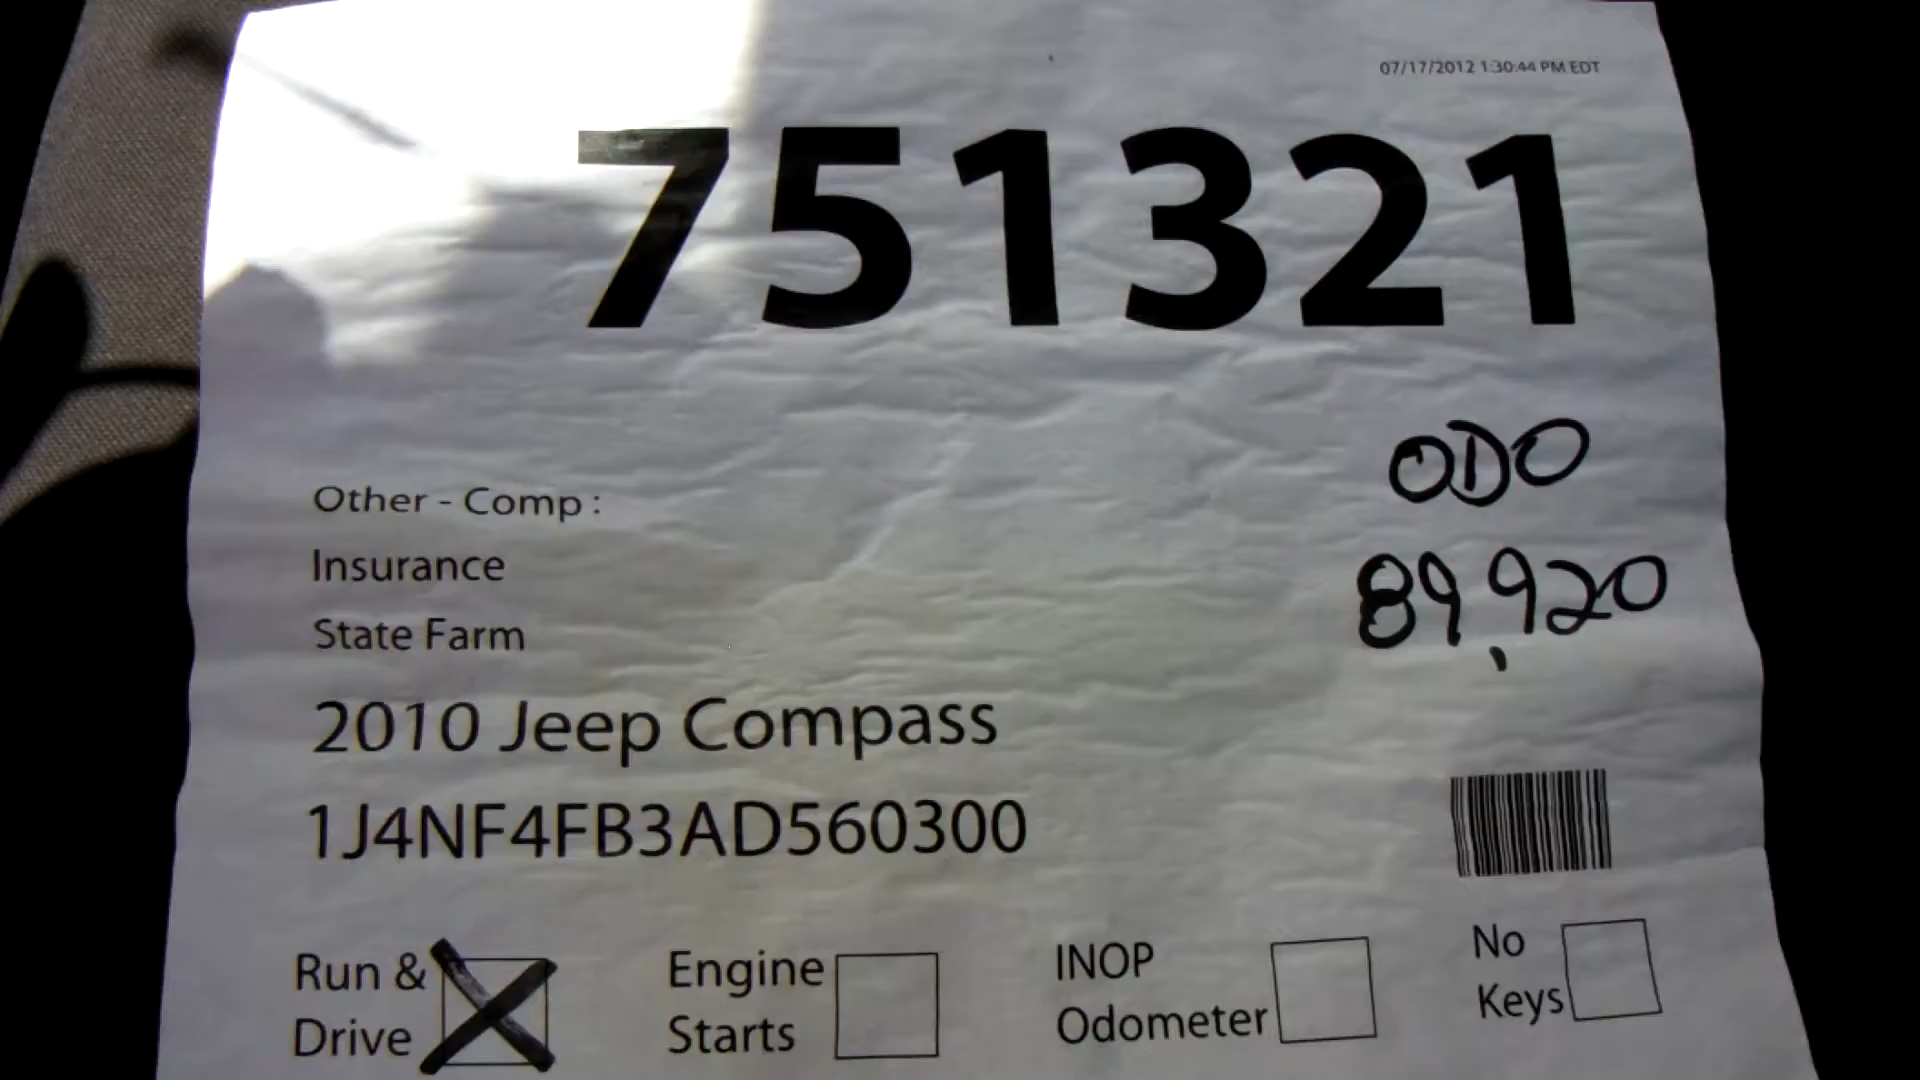 07/17/2012 1:30:44 PM EDT
751321
ODO
89,920
Other - Comp :
Insurance
State Farm
2010 Jeep Compass
1J4NF4FB3AD560300
Run & Drive
Engine Starts
INOP Odometer
No Keys